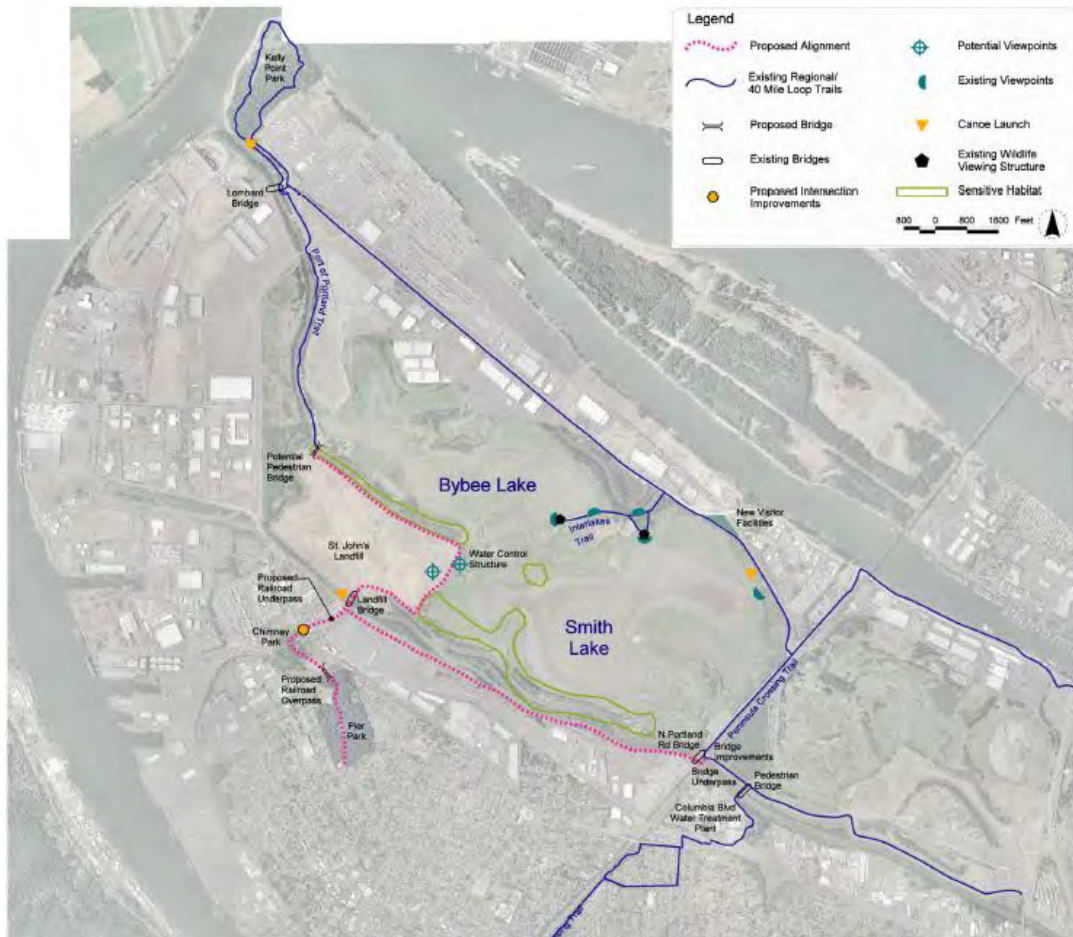 Legend
Proposed Alignment
Existing Regional/
40 Mile Loop Trails
Proposed Bridge
Existing Bridges
Proposed Intersection
Improvements
Potential Viewpoints
Existing Viewpoints
Canoe Launch
Existing Wildlife
Viewing Structure
Sensitive Habitat
800 0 800 1600 Feet
Kelly
Point
Park
Lombard
Bridge
Port of Portland Trail
Potential
Pedestrian
Bridge
Bybee Lake
Interlakes
Trail
New Visitor
Facilities
St. John's
Landfill
Water Control
Structure
Proposed
Railroad
Underpass
Landfill
Bridge
Chimney
Park
Smith
Lake
Proposed
Railroad
Overpass
Pier
Park
Peninsula Crossing Trail
N.Portland
Rd Bridge
Bridge
Improvements
Bridge
Underpass
Pedestrian
Bridge
Columbia Blvd
Water Treatment
Plant
Trail